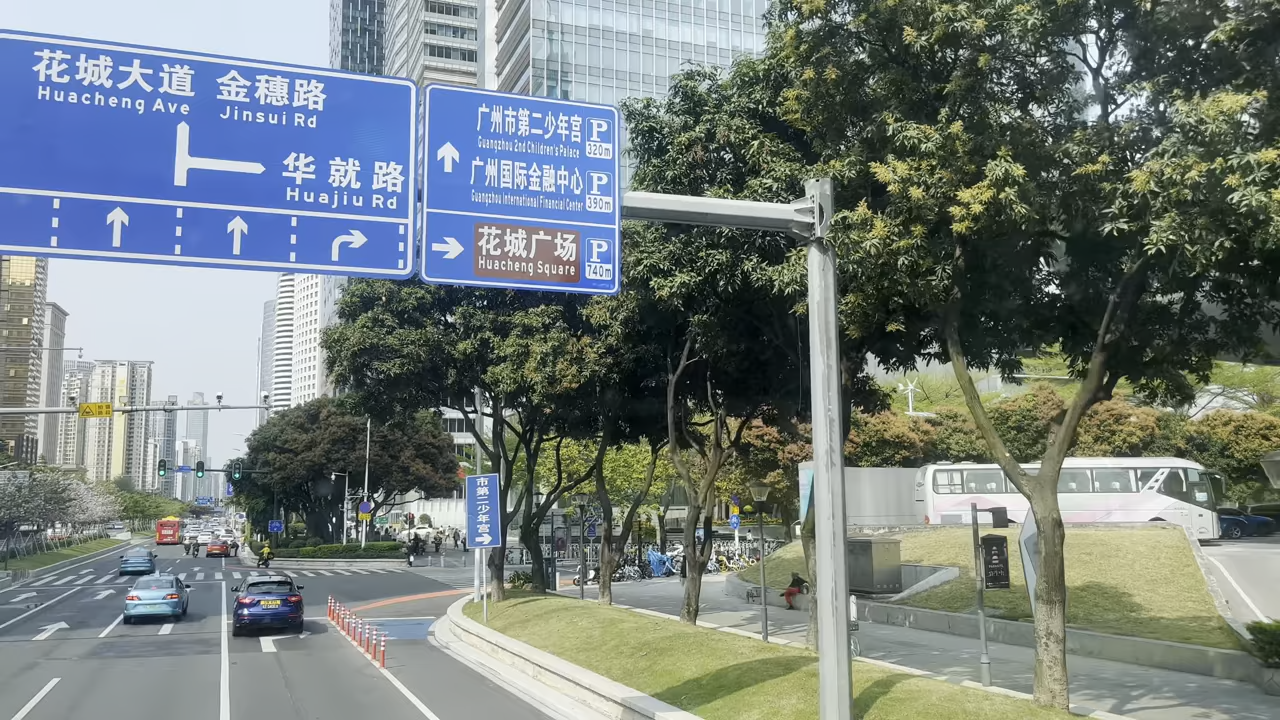 花城大道 金穗路
Huacheng Ave Jinsui Rd
华就路
Huajiu Rd
广州市第二少年宫 P
Guangzhou 2nd Children's Palace 320m
广州国际金融中心 P
Guangzhou International Financial Center 390m
花城广场 P
Huacheng Square 740m
市第二少年宫